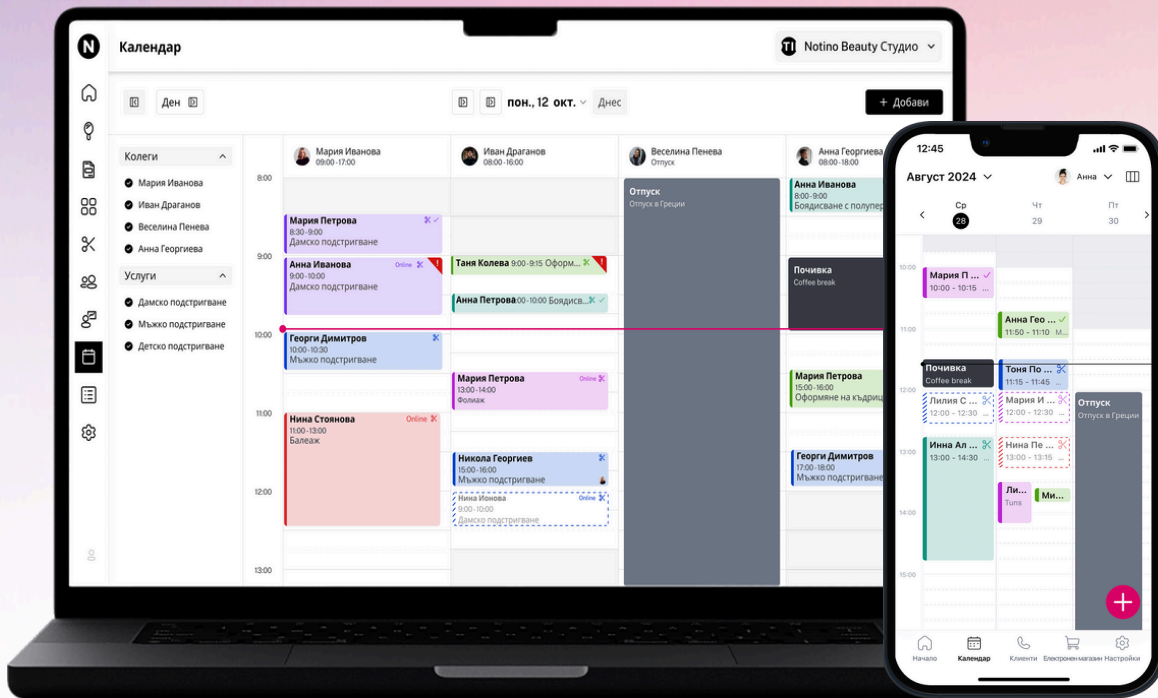 N
Календар
TI Notino Beauty Студио
Ден
пон., 12 окт.
Днес
+ Добави
Колеги
Мария Иванова
Иван Драганов
Веселина Пенева
Анна Георгиева
Услуги
Дамско подстригване
Мъжко подстригване
Детско подстригване
8:00
9:00
10:00
11:00
12:00
13:00
Мария Иванова
09:00-17:00
Мария Петрова
8:30-9:00
Дамско подстригване
Анна Иванова Online
9:00-10:00
Дамско подстригване
Георги Димитров
10:00-10:30
Мъжко подстригване
Нина Стоянова Online
11:00-13:00
Балеаж
Иван Драганов
08:00-16:00
Таня Колева 9:00-9:15 Оформ...
Анна Петрова:00-10:00 Боядисв...
Мария Петрова Online
13:00-14:00
Фолиаж
Никола Георгиев
15:00-16:00
Мъжко подстригване
Нина Йонова Online
9:00-10:00
Дамско подстригване
Веселина Пенева
Отпуск
Отпуск
Отпуск в Греции
Анна Георгиева
08:00-18:00
Анна Иванова
8:00-9:00
Боядисване с полупер
Почивка
Coffee break
Мария Петрова
15:00-16:00
Оформяне на къдриц
Георги Димитров
17:00-18:00
Мъжко подстригване
12:45
Август 2024
Анна
Ср
28
Чт
29
Пт
30
10:00
11:00
12:00
13:00
14:00
15:00
Мария П ...
10:00 - 10:15 ...
Почивка
Coffee break
Лилия С ...
12:00 - 12:30 ...
Инна Ал ...
13:00 - 14:30 ...
Анна Гео ...
11:50 - 11:10 М...
Тоня По ...
11:15 - 11:45 ...
Мария И ...
12:00 - 12:30 ...
Нина Пе ...
13:00 - 13:15 ...
Ли...
Tuns
Ми...
Отпуск
Отпуск в Греции
+
Начало
Календар
Клиенти
Електронен магазин
Настройки